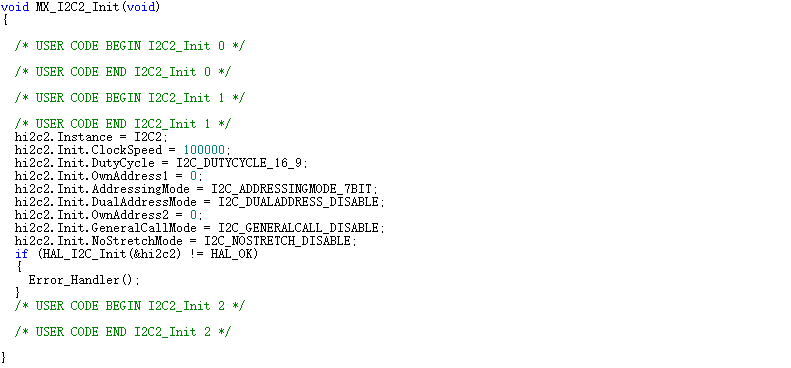 void MX_I2C2_Init(void)
{
/* USER CODE BEGIN I2C2_Init 0 */
/* USER CODE END I2C2_Init 0 */
/* USER CODE BEGIN I2C2_Init 1 */
/* USER CODE END I2C2_Init 1 */
hi2c2.Instance = I2C2;
hi2c2.Init.ClockSpeed = 100000;
hi2c2.Init.DutyCycle = I2C_DUTYCYCLE_16_9;
hi2c2.Init.OwnAddress1 = 0;
hi2c2.Init.AddressingMode = I2C_ADDRESSINGMODE_7BIT;
hi2c2.Init.DualAddressMode = I2C_DUALADDRESS_DISABLE;
hi2c2.Init.OwnAddress2 = 0;
hi2c2.Init.GeneralCallMode = I2C_GENERALCALL_DISABLE;
hi2c2.Init.NoStretchMode = I2C_NOSTRETCH_DISABLE;
if (HAL_I2C_Init(&hi2c2) != HAL_OK)
{
Error_Handler();
}
/* USER CODE BEGIN I2C2_Init 2 */
/* USER CODE END I2C2_Init 2 */
}